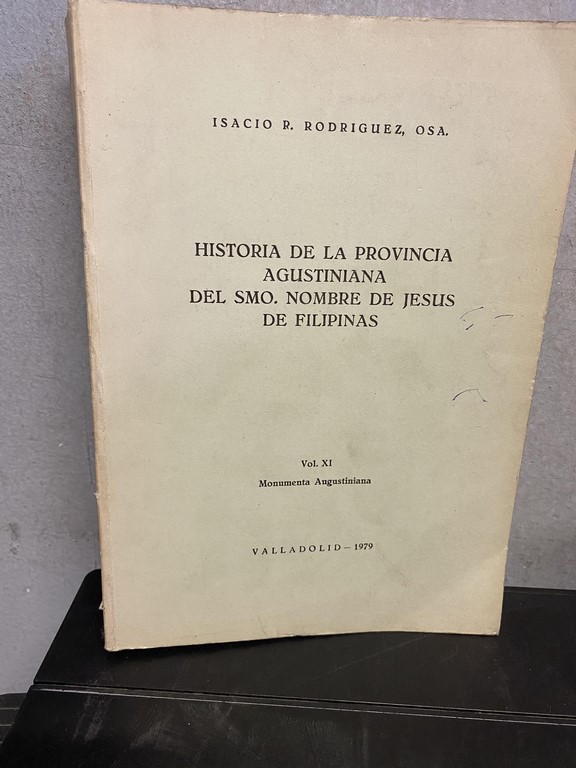 ISACIO R. RODRIGUEZ, OSA.
HISTORIA DE LA PROVINCIA
AGUSTINIANA
DEL SMO. NOMBRE DE JESUS
DE FILIPINAS
Vol. XI
Monumenta Augustiniana
VALLADOLID — 1979